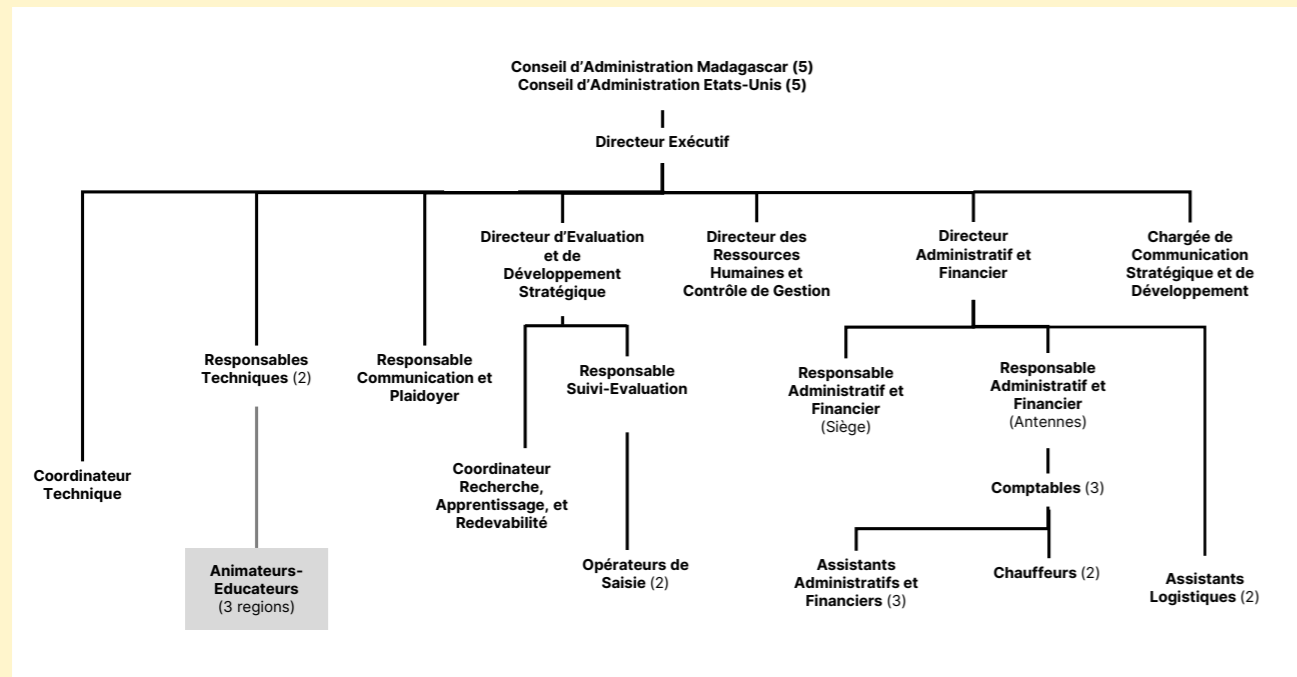 Conseil d'Administration Madagascar (5)
Conseil d'Administration Etats-Unis (5)
Directeur Exécutif
Directeur d'Evaluation
et de
Développement
Stratégique
Directeur des
Ressources
Humaines et
Contrôle de Gestion
Directeur
Administratif et
Financier
Chargée de
Communication
Stratégique et de
Développement
Responsables
Techniques (2)
Responsable
Communication et
Plaidoyer
Responsable
Suivi-Evaluation
Responsable
Administratif et
Financier
(Siège)
Responsable
Administratif et
Financier
(Antennes)
Coordinateur
Technique
Coordinateur
Recherche,
Apprentissage, et
Redevabilité
Comptables (3)
Animateurs-
Educateurs
(3 regions)
Opérateurs de
Saisie (2)
Assistants
Administratifs et
Financiers (3)
Chauffeurs (2)
Assistants
Logistiques (2)